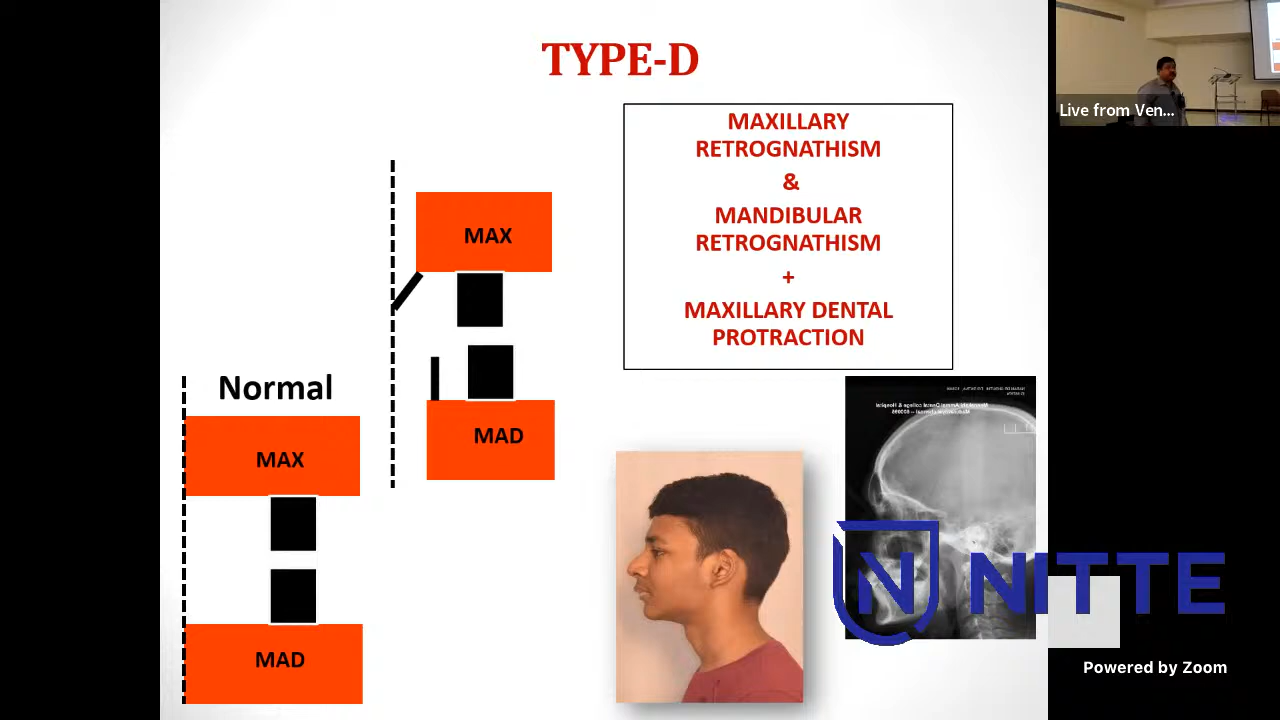 TYPE-D
Live from Ven...
MAXILLARY
RETROGNATHISM
&
MANDIBULAR
RETROGNATHISM
+
MAXILLARY DENTAL
PROTRACTION
MAX
MAD
Normal
MAX
MAD
N NITTE
Powered by Zoom